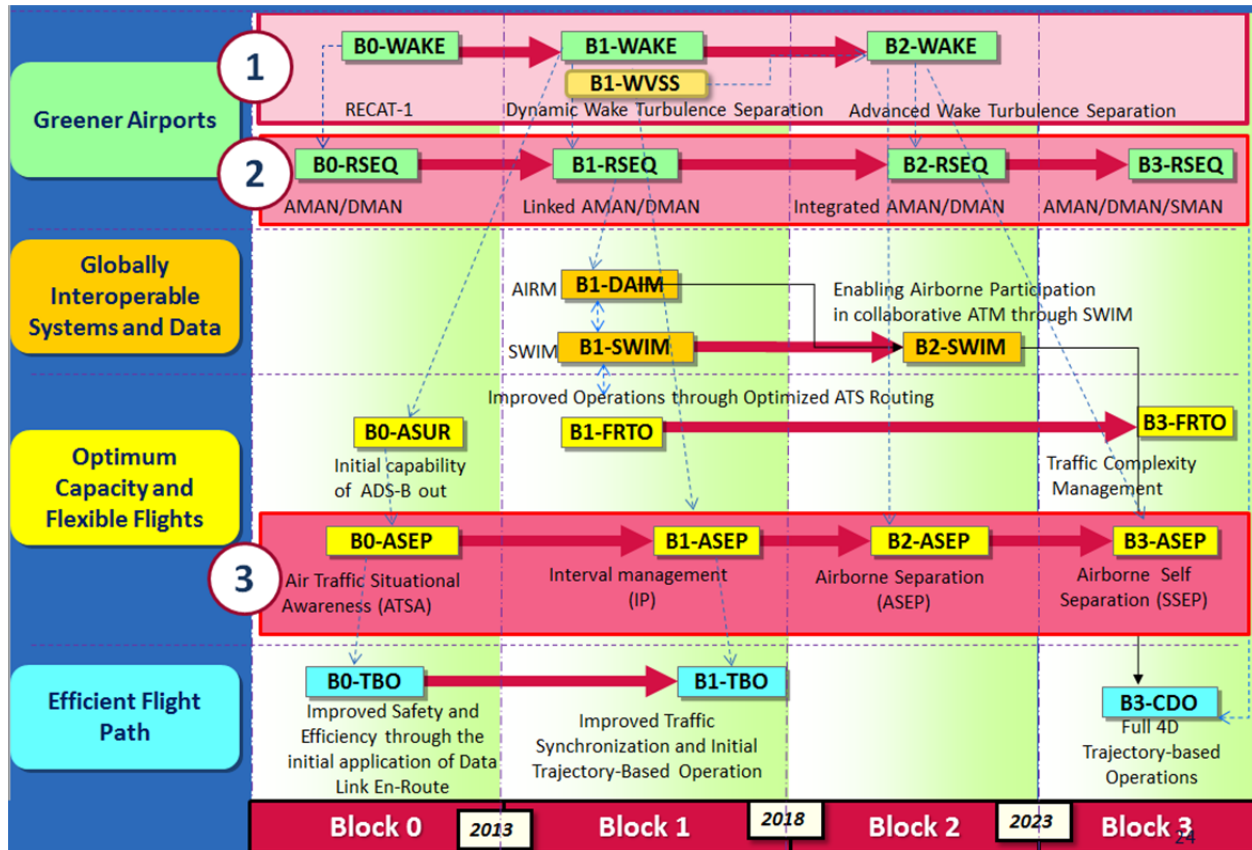 1
B0-WAKE
B1-WAKE
B2-WAKE
B1-WVSS
RECAT-1
Dynamic Wake Turbulence Separation
Advanced Wake Turbulence Separation
Greener Airports
2
B0-RSEQ
B1-RSEQ
B2-RSEQ
B3-RSEQ
AMAN/DMAN
Linked AMAN/DMAN
Integrated AMAN/DMAN
AMAN/DMAN/SMAN
Globally
Interoperable
Systems and Data
AIRM
B1-DAIM
Enabling Airborne Participation
in collaborative ATM through SWIM
SWIM
B1-SWIM
B2-SWIM
Improved Operations through Optimized ATS Routing
Optimum
Capacity and
Flexible Flights
B0-ASUR
B1-FRTO
B3-FRTO
Initial capability
of ADS-B out
Traffic Complexity
Management
3
B0-ASEP
B1-ASEP
B2-ASEP
B3-ASEP
Air Traffic Situational
Awareness (ATSA)
Interval management
(IP)
Airborne Separation
(ASEP)
Airborne Self
Separation (SSEP)
Efficient Flight
Path
B0-TBO
B1-TBO
B3-CDO
Improved Safety and
Efficiency through the
initial application of Data
Link En-Route
Improved Traffic
Synchronization and Initial
Trajectory-Based Operation
Full 4D
Trajectory-based
Operations
Block 0
2013
Block 1
2018
Block 2
2023
Block 3
24